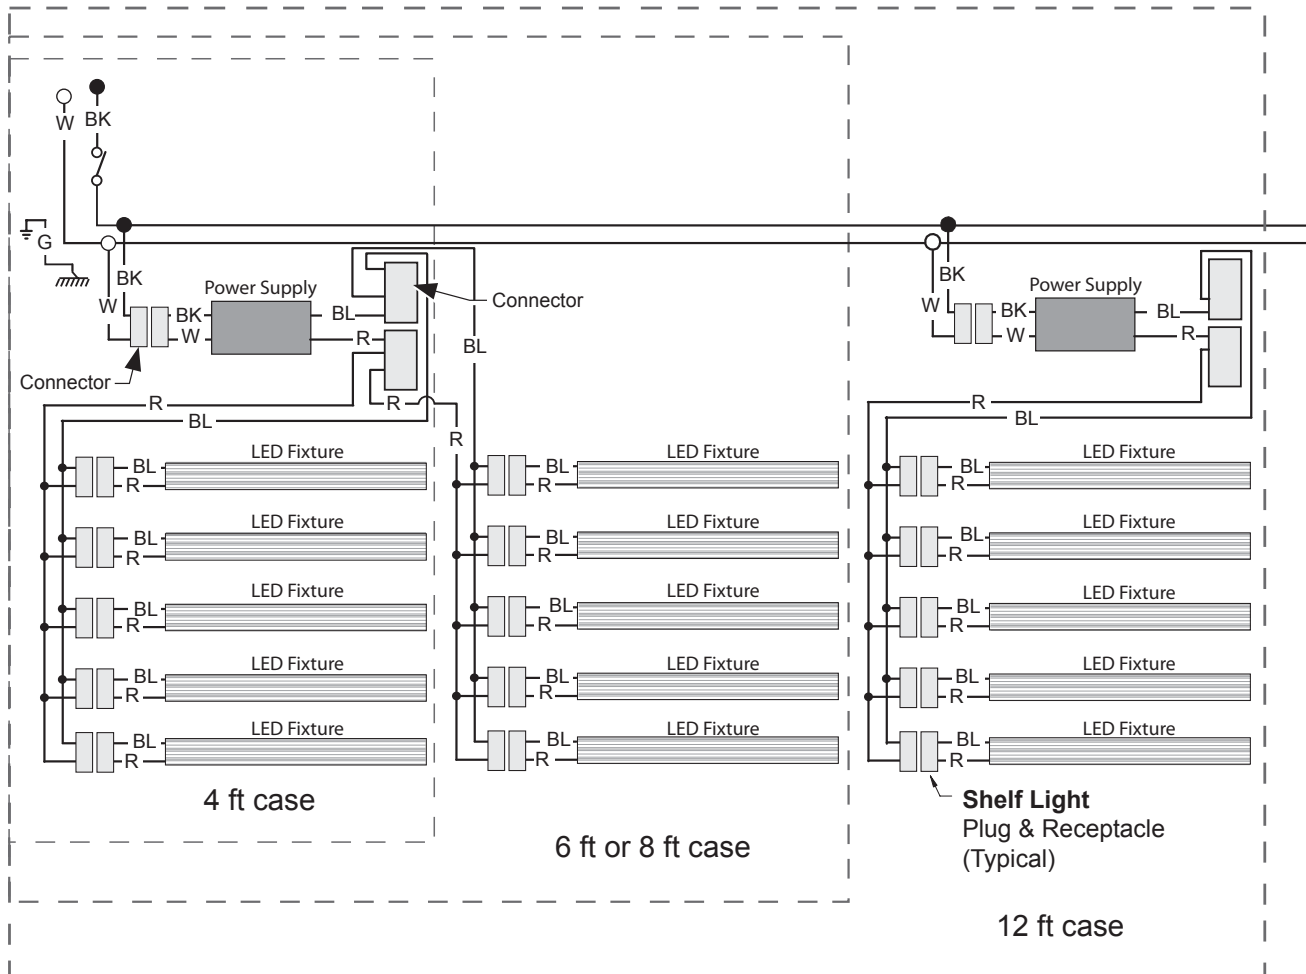 W
BK
G
BK
W
Power Supply
BK
W
BL
R
Connector
Connector
BL
R
BL
R
R
BK
W
Power Supply
BK
W
BL
R
R
BL
LED Fixture
BL
R
LED Fixture
BL
R
LED Fixture
BL
R
LED Fixture
BL
R
LED Fixture
BL
R
4 ft case
LED Fixture
BL
R
LED Fixture
BL
R
LED Fixture
BL
R
LED Fixture
BL
R
LED Fixture
BL
R
6 ft or 8 ft case
LED Fixture
BL
R
LED Fixture
BL
R
LED Fixture
BL
R
LED Fixture
BL
R
LED Fixture
BL
R
Shelf Light
Plug & Receptacle
(Typical)
12 ft case